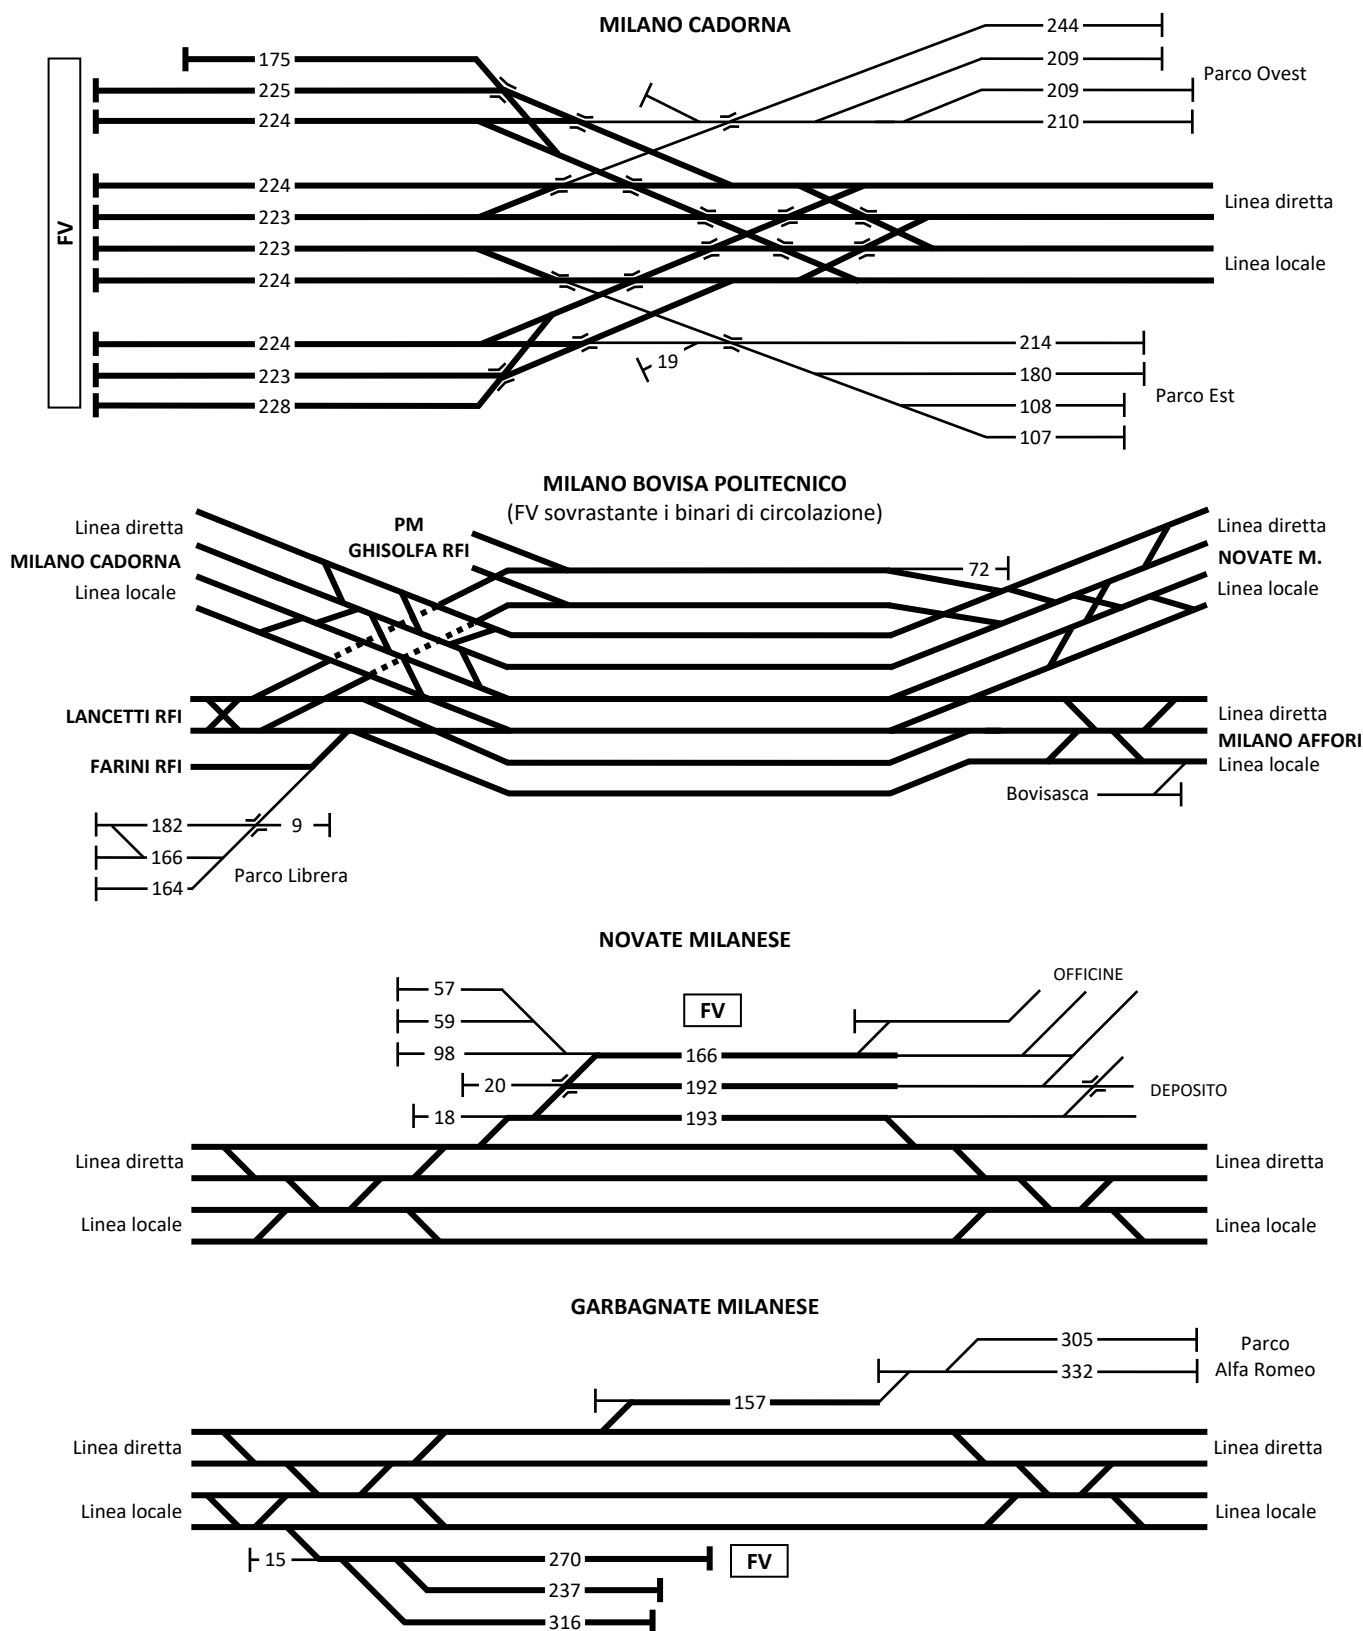 MILANO CADORNA
244
175
209
Parco Ovest
225
209
224
210
224
Linea diretta
223
FV
223
Linea locale
224
224
214
19
223
180
Parco Est
228
108
107
MILANO BOVISA POLITECNICO
(FV sovrastante i binari di circolazione)
Linea diretta
PM
GHISOLFA RFI
Linea diretta
MILANO CADORNA
NOVATE M.
72
Linea locale
Linea locale
LANCETTI RFI
Linea diretta
MILANO AFFORI
FARINI RFI
Linea locale
Bovisasca
182
9
166
Parco Librera
164
NOVATE MILANESE
OFFICINE
57
FV
59
98
166
20
192
DEPOSITO
18
193
Linea diretta
Linea diretta
Linea locale
Linea locale
GARBAGNATE MILANESE
305
Parco
332
Alfa Romeo
157
Linea diretta
Linea diretta
Linea locale
Linea locale
15
270
FV
237
316